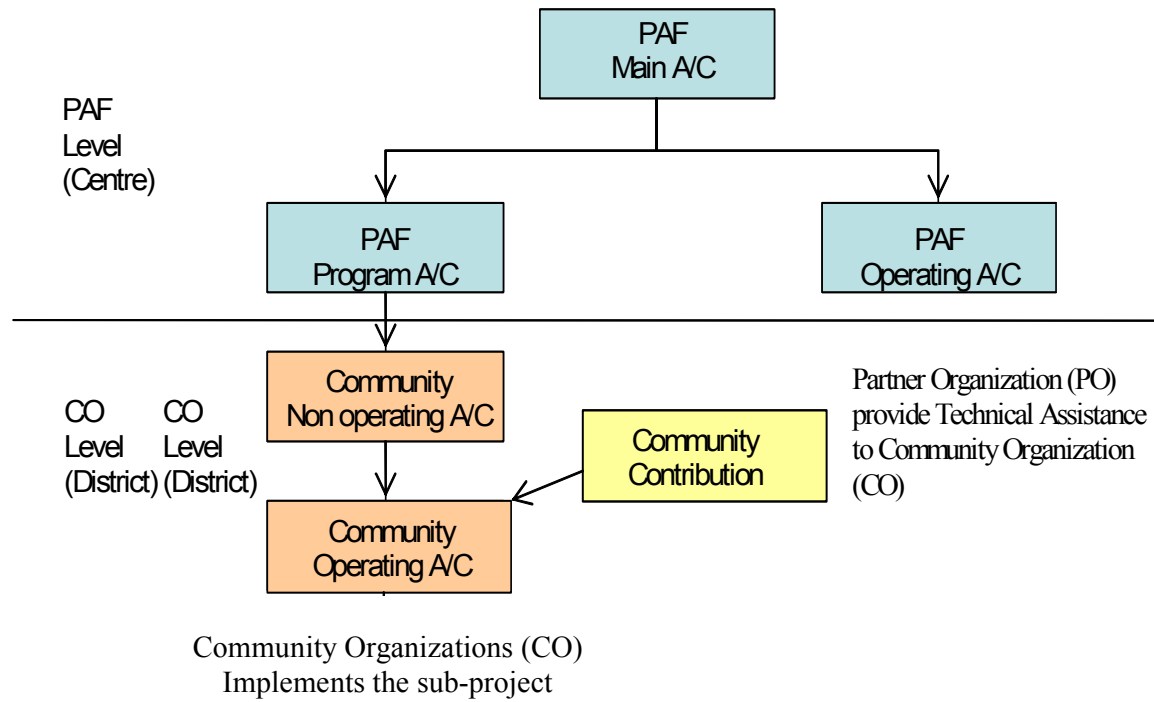 PAF
Main A/C
PAF
Level
(Centre)
PAF
Program A/C
PAF
Operating A/C
Community
Non operating A/C
CO
Level
(District)
CO
Level
(District)
Community
Contribution
Partner Organization (PO)
provide Technical Assistance
to Community Organization
(CO)
Community
Operating A/C
Community Organizations (CO)
Implements the sub-project